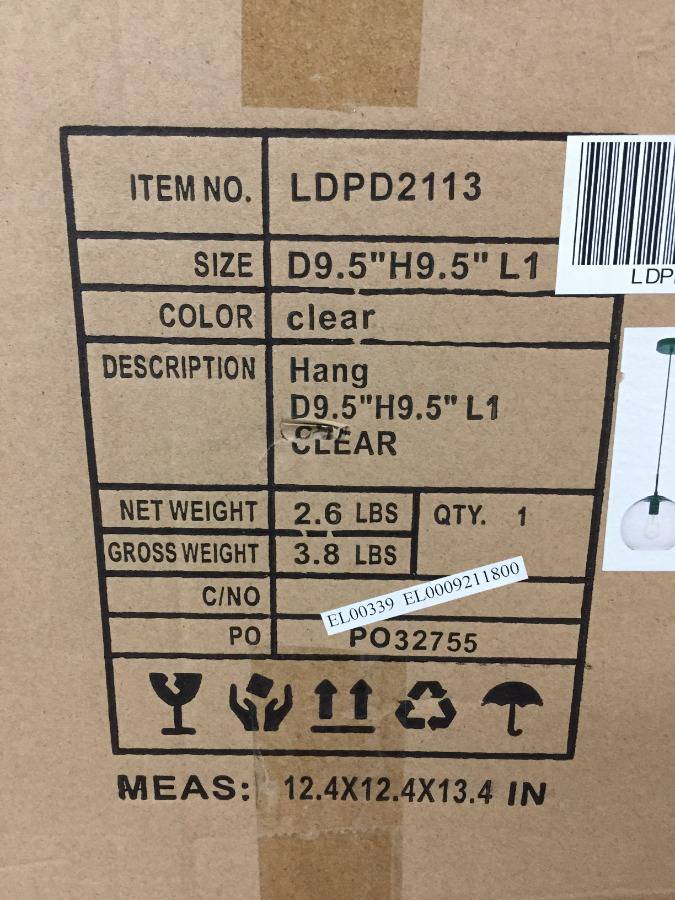 ITEM NO. LDPD2113
SIZE D9.5"H9.5" L1
COLOR clear
DESCRIPTION Hang
D9.5"H9.5" L1
CLEAR
NET WEIGHT 2.6 LBS QTY. 1
GROSS WEIGHT 3.8 LBS
C/NO
EL00339 EL0009211800
PO PO32755
MEAS: 12.4X12.4X13.4 IN
LDP